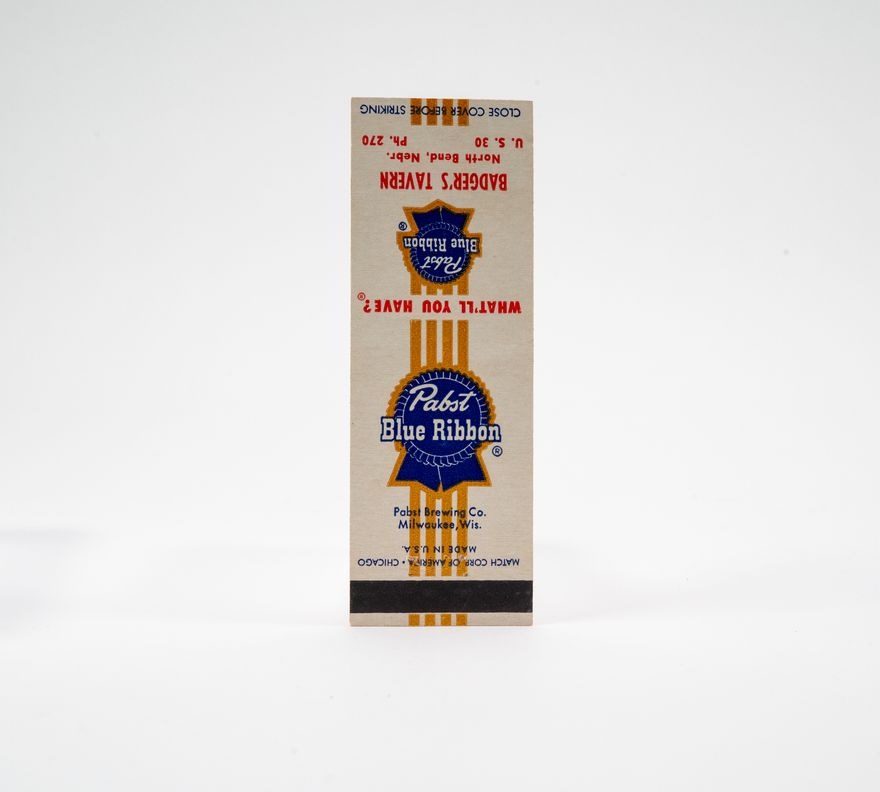 CLOSE COVER BEFORE STRIKING
U. S. 30 Ph. 270
North Bend, Nebr.
BADGER'S TAVERN
Pabst
Blue Ribbon
®
WHAT'LL YOU HAVE?®
Pabst
Blue Ribbon
®
Pabst Brewing Co.
Milwaukee, Wis.
MADE IN U.S.A.
MATCH CORP. OF AMERICA • CHICAGO